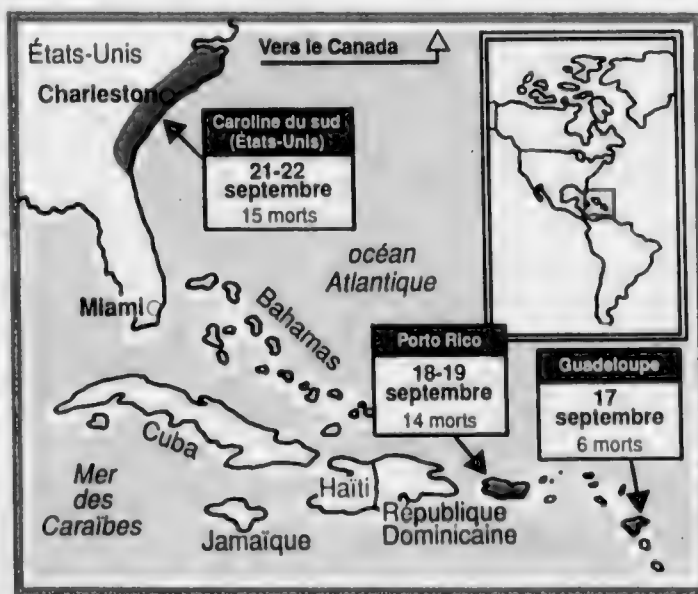 États-Unis
Vers le Canada
Charleston
Caroline du sud
(États-Unis)
21-22
septembre
15 morts
océan
Atlantique
Miami
Bahamas
Porto Rico
18-19
septembre
14 morts
Guadeloupe
17
septembre
6 morts
Cuba
Mer
des
Caraïbes
Haïti
République
Dominicaine
Jamaïque